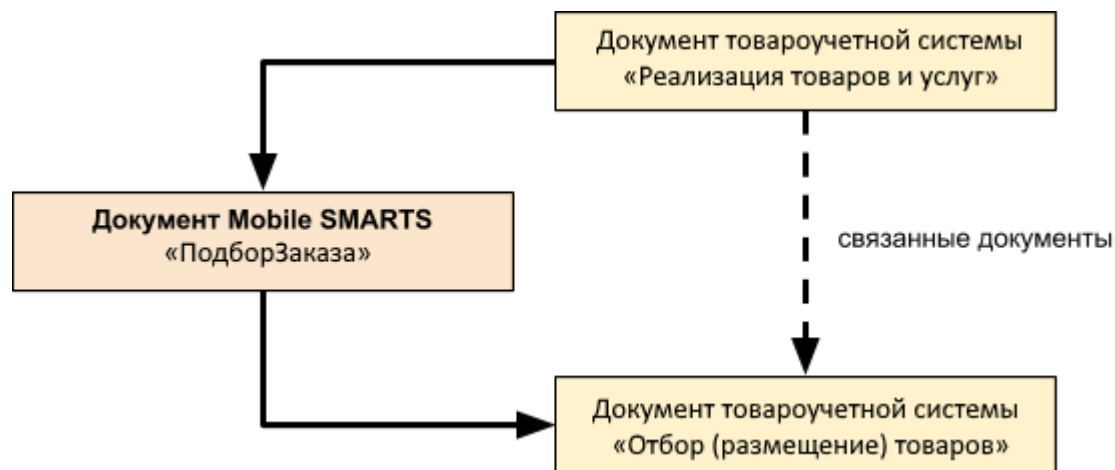 Документ товароучетной системы
«Реализация товаров и услуг»
Документ Mobile SMARTS
«ПодборЗаказа»
связанные документы
Документ товароучетной системы
«Отбор (размещение) товаров»